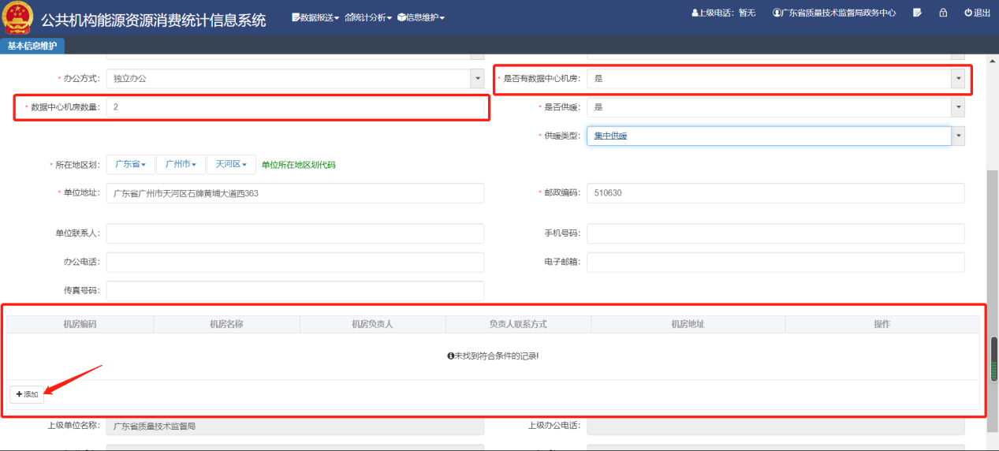 公共机构能源资源消费统计信息系统 数据报送 统计分析 信息维护 上级电话：暂无 广东省质量技术监督局政务中心 退出
基本信息维护
* 办公方式： 独立办公 * 是否有数据中心机房： 是
* 数据中心机房数量： 2 * 是否供暖： 是
* 供暖类型： 集中供暖
* 所在地区划： 广东省 广州市 天河区 单位所在地区划代码
* 单位地址： 广东省广州市天河区石牌黄埔大道西363 * 邮政编码： 510630
单位联系人： 手机号码：
办公电话： 电子邮箱：
传真号码：
机房编码 机房名称 机房负责人 负责人联系方式 机房地址 操作
未找到符合条件的记录!
添加
上级单位名称： 广东省质量技术监督局 上级办公电话：